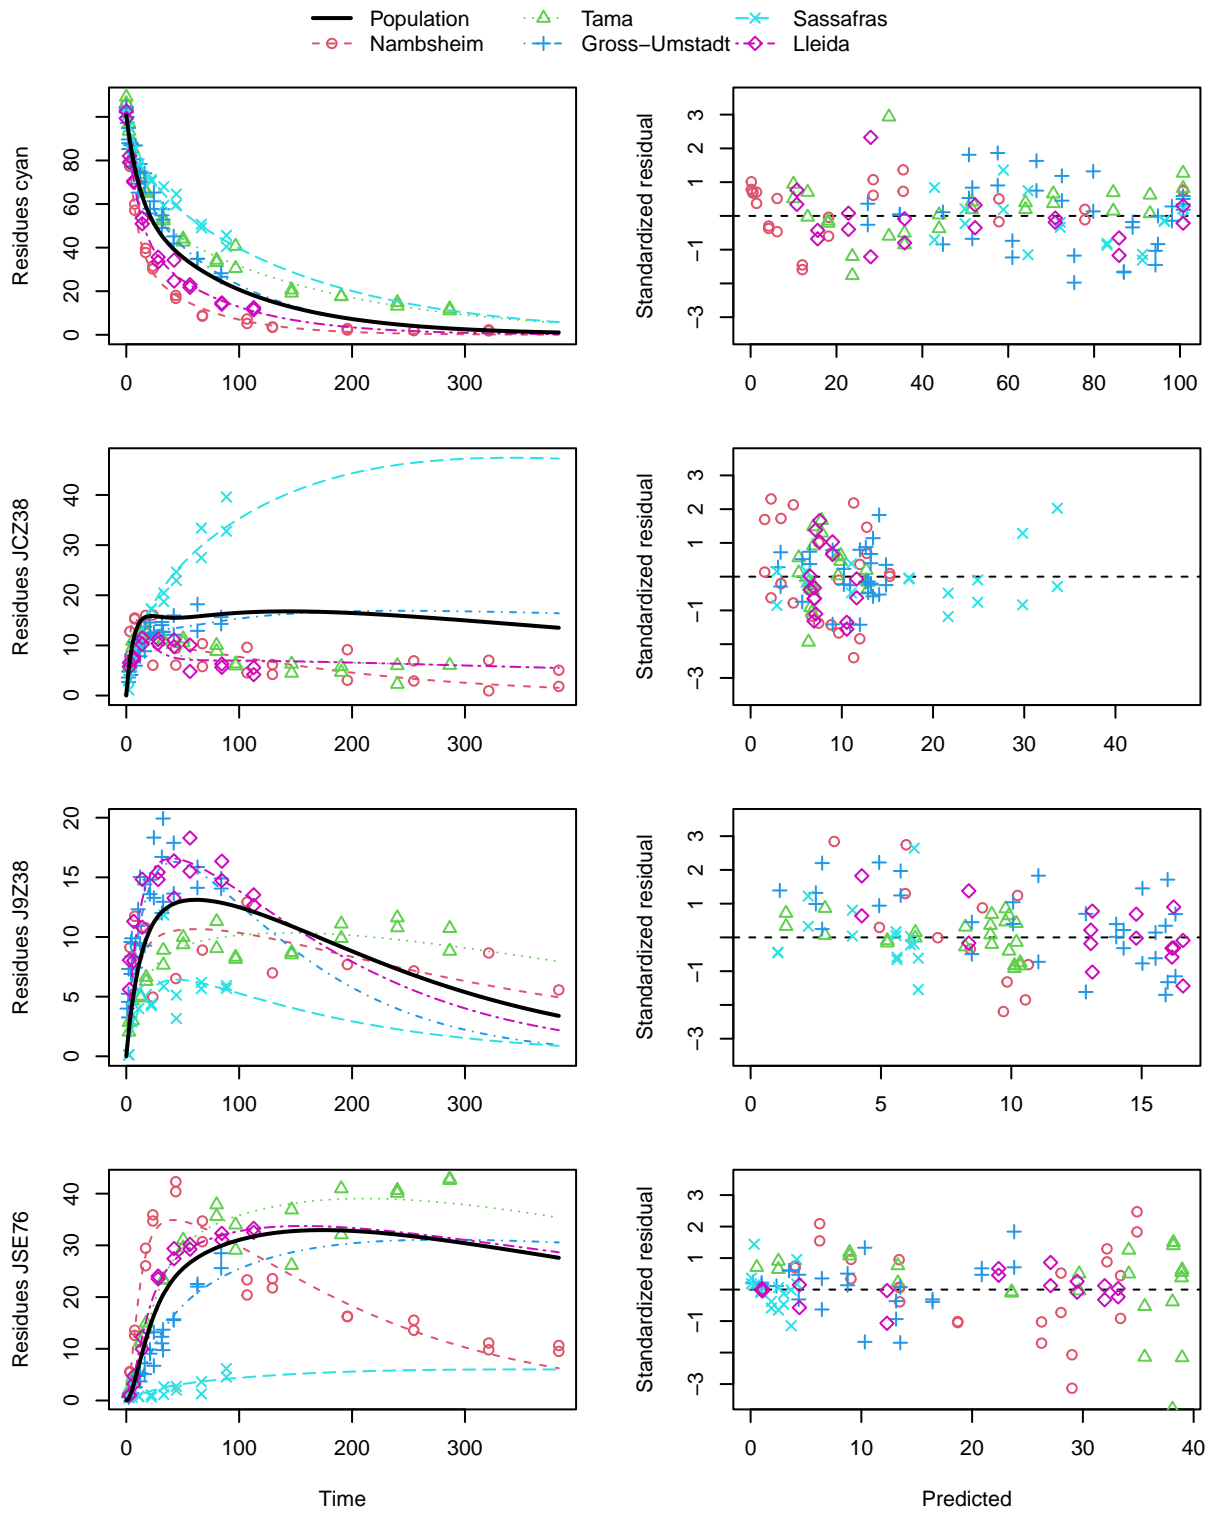 Population Tama Sassafras
Nambsheim Gross−Umstadt Lleida
Residues cyan
0 20 40 60 80
0 100 200 300
Standardized residual
−3 −1 1 3
0 20 40 60 80 100
Residues JCZ38
0 10 20 30 40
0 100 200 300
Standardized residual
−3 −1 1 3
0 10 20 30 40
Residues J9Z38
0 5 10 15 20
0 100 200 300
Standardized residual
−3 −1 1 3
0 5 10 15
Residues JSE76
0 10 20 30 40
0 100 200 300
Time
Standardized residual
−3 −1 1 2 3
0 10 20 30 40
Predicted